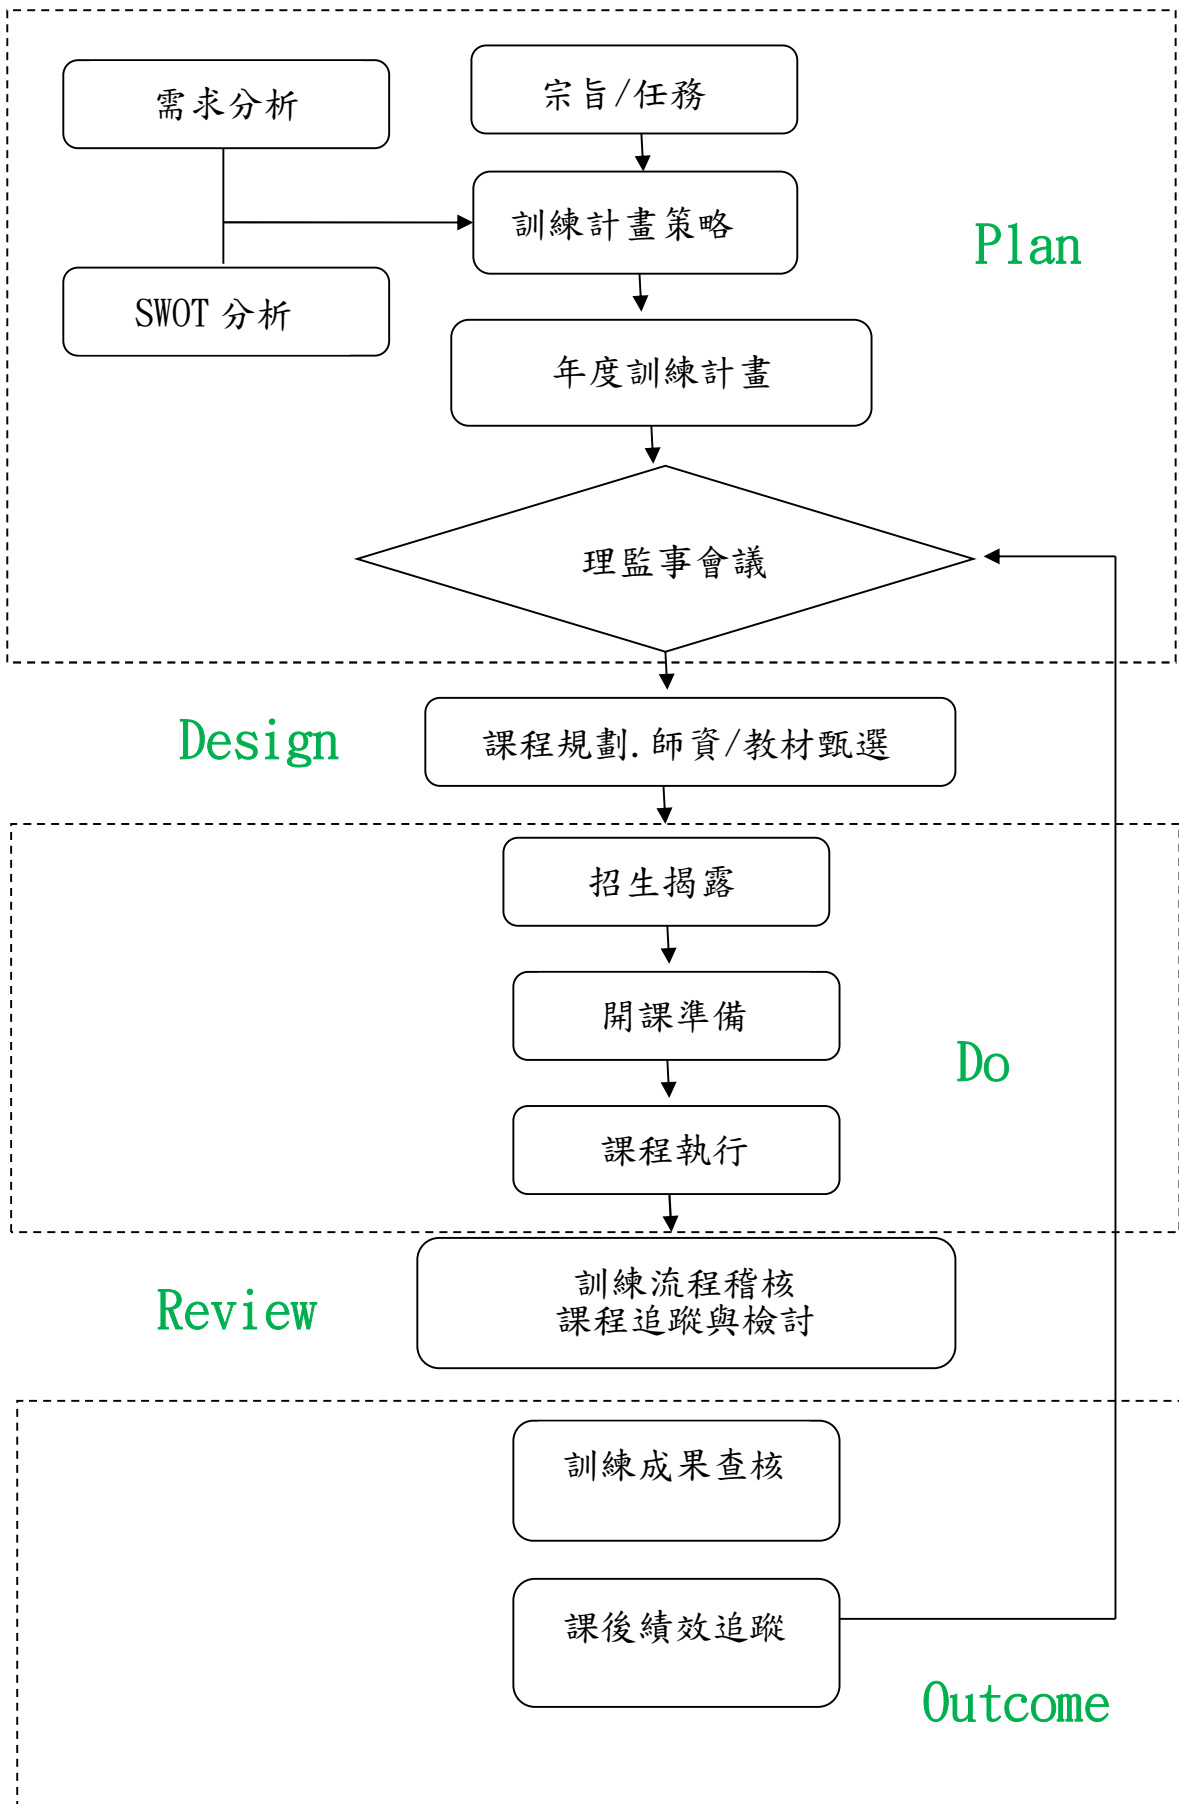 宗旨/任務
需求分析
訓練計畫策略
Plan
SWOT 分析
年度訓練計畫
理監事會議
Design
課程規劃.師資/教材甄選
招生揭露
開課準備
Do
課程執行
訓練流程稽核
課程追蹤與檢討
Review
訓練成果查核
課後績效追蹤
Outcome